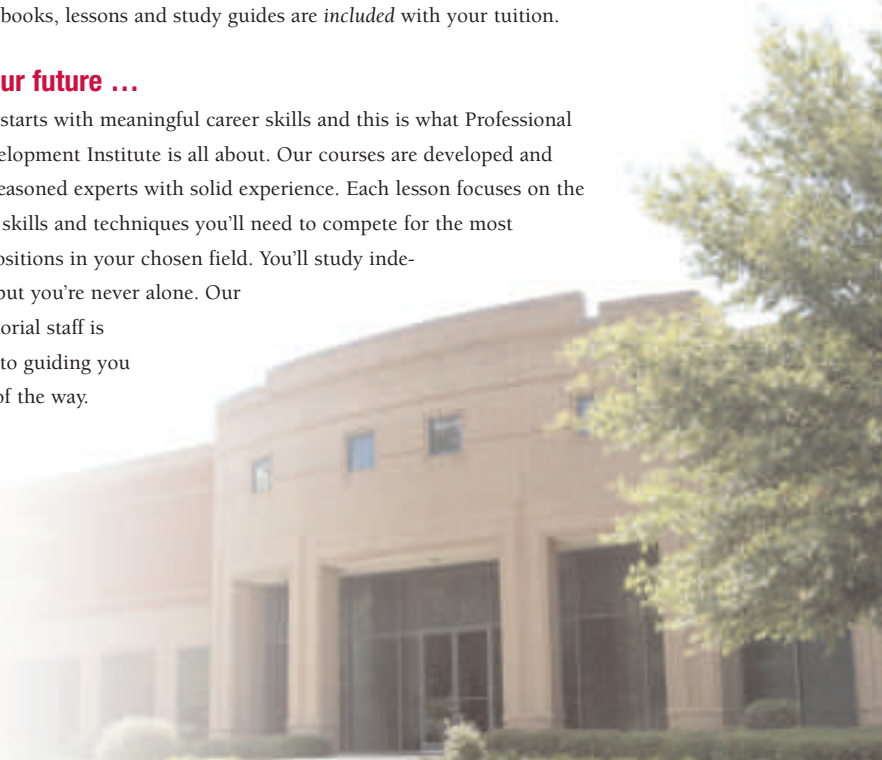 books, lessons and study guides are included with your tuition.
ur future …
starts with meaningful career skills and this is what Professional
elopment Institute is all about. Our courses are developed and
easoned experts with solid experience. Each lesson focuses on the
skills and techniques you’ll need to compete for the most
ositions in your chosen field. You’ll study inde-
but you’re never alone. Our
orial staff is
to guiding you
of the way.